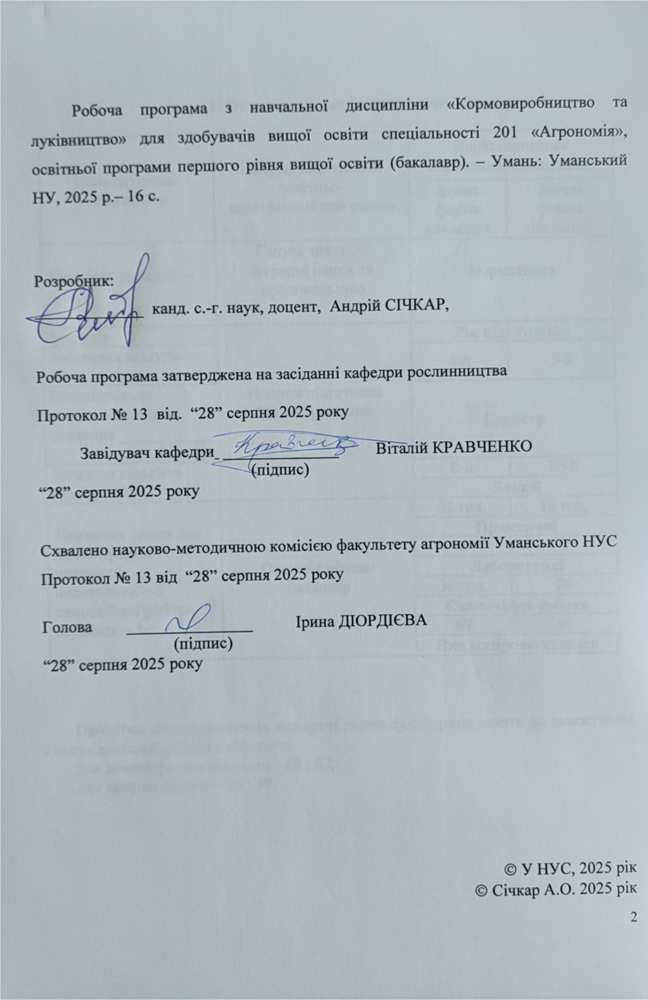 Робоча програма з навчальної дисципліни «Кормовиробництво та
луківництво» для здобувачів вищої освіти спеціальності 201 «Агрономія»,
освітньої програми першого рівня вищої освіти (бакалавр). – Умань: Уманський
НУ, 2025 р.– 16 с.
Розробник:
канд. с.-г. наук, доцент, Андрій СІЧКАР,
Робоча програма затверджена на засіданні кафедри рослинництва
Протокол № 13 від. “28” серпня 2025 року
Завідувач кафедри_ Кравченко Віталій КРАВЧЕНКО
(підпис)
“28” серпня 2025 року
Схвалено науково-методичною комісією факультету агрономії Уманського НУС
Протокол № 13 від “28” серпня 2025 року
Голова Ірина ДІОРДІЄВА
(підпис)
“28” серпня 2025 року
© У НУС, 2025 рік
© Січкар А.О. 2025 рік
2